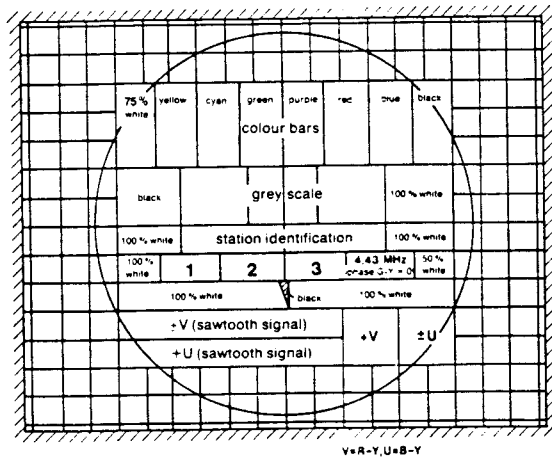 75% white yellow cyan green purple red blue black
colour bars
black grey scale 100% white
100% white station identification 100% white
100% white 1 2 3 4.43 MHz phase G-Y = 0 50% white
100% white black 100% white
±V (sawtooth signal) +V ±U
+U (sawtooth signal)
V=R-Y,U=B-Y